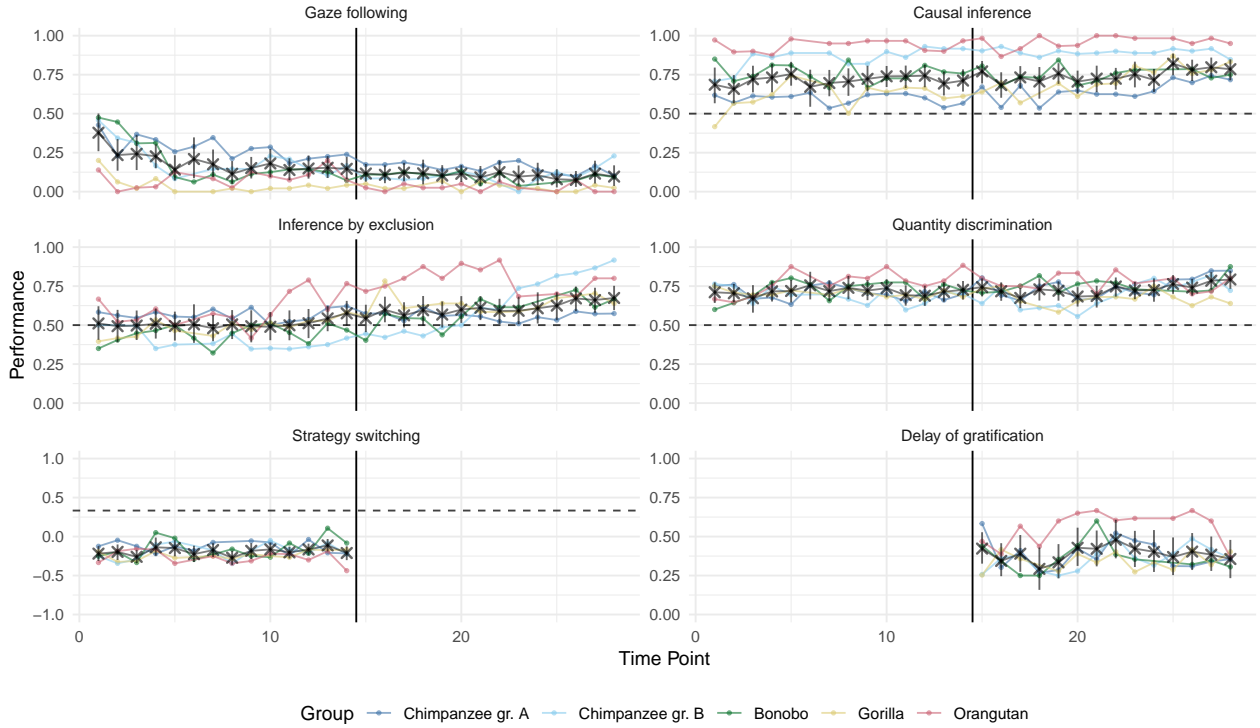 Gaze following
Causal inference
1.00
0.75
0.50
0.25
0.00
1.00
0.75
0.50
0.25
0.00
Inference by exclusion
Quantity discrimination
1.00
0.75
0.50
0.25
0.00
1.00
0.75
0.50
0.25
0.00
Performance
Strategy switching
Delay of gratification
1.0
0.5
0.0
−0.5
−1.0
1.00
0.75
0.50
0.25
0.00
0 10 20
0 10 20
Time Point
Group Chimpanzee gr. A Chimpanzee gr. B Bonobo Gorilla Orangutan